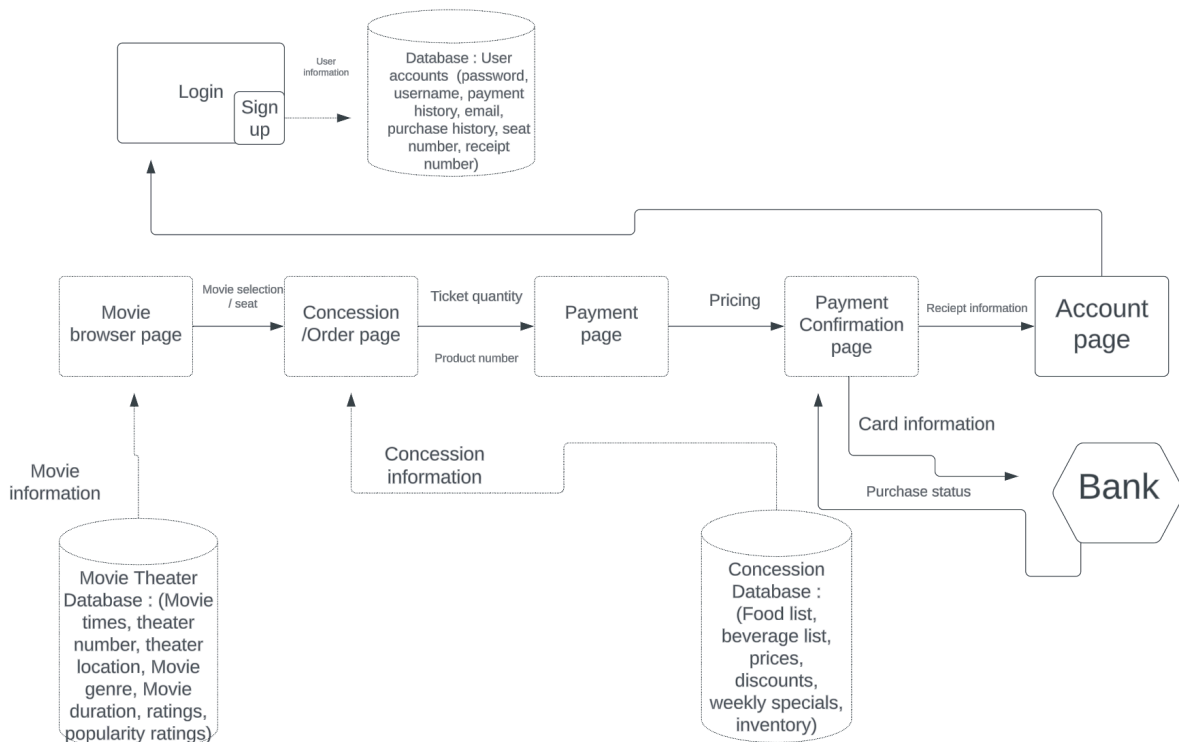 Login
Sign
up
User
information
Database : User
accounts (password,
username, payment
history, email,
purchase history, seat
number, receipt
number)
Movie
browser page
Movie selection
/ seat
Concession
/Order page
Ticket quantity
Product number
Payment
page
Pricing
Payment
Confirmation
page
Reciept information
Account
page
Card information
Purchase status
Bank
Movie
information
Concession
information
Movie Theater
Database : (Movie
times, theater
number, theater
location, Movie
genre, Movie
duration, ratings,
popularity ratings)
Concession
Database :
(Food list,
beverage list,
prices,
discounts,
weekly specials,
inventory)